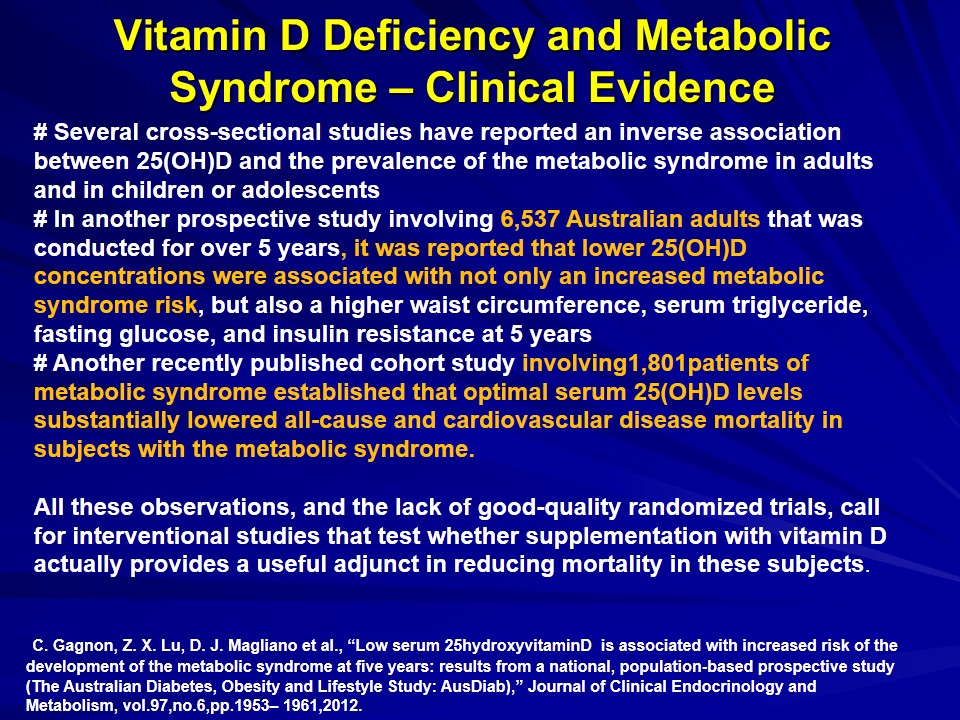 Vitamin D Deficiency and Metabolic
Syndrome – Clinical Evidence
# Several cross-sectional studies have reported an inverse association
between 25(OH)D and the prevalence of the metabolic syndrome in adults
and in children or adolescents
# In another prospective study involving 6,537 Australian adults that was
conducted for over 5 years, it was reported that lower 25(OH)D
concentrations were associated with not only an increased metabolic
syndrome risk, but also a higher waist circumference, serum triglyceride,
fasting glucose, and insulin resistance at 5 years
# Another recently published cohort study involving1,801patients of
metabolic syndrome established that optimal serum 25(OH)D levels
substantially lowered all-cause and cardiovascular disease mortality in
subjects with the metabolic syndrome.
All these observations, and the lack of good-quality randomized trials, call
for interventional studies that test whether supplementation with vitamin D
actually provides a useful adjunct in reducing mortality in these subjects.
C. Gagnon, Z. X. Lu, D. J. Magliano et al., “Low serum 25hydroxyvitaminD is associated with increased risk of the
development of the metabolic syndrome at five years: results from a national, population-based prospective study
(The Australian Diabetes, Obesity and Lifestyle Study: AusDiab),” Journal of Clinical Endocrinology and
Metabolism, vol.97,no.6,pp.1953– 1961,2012.